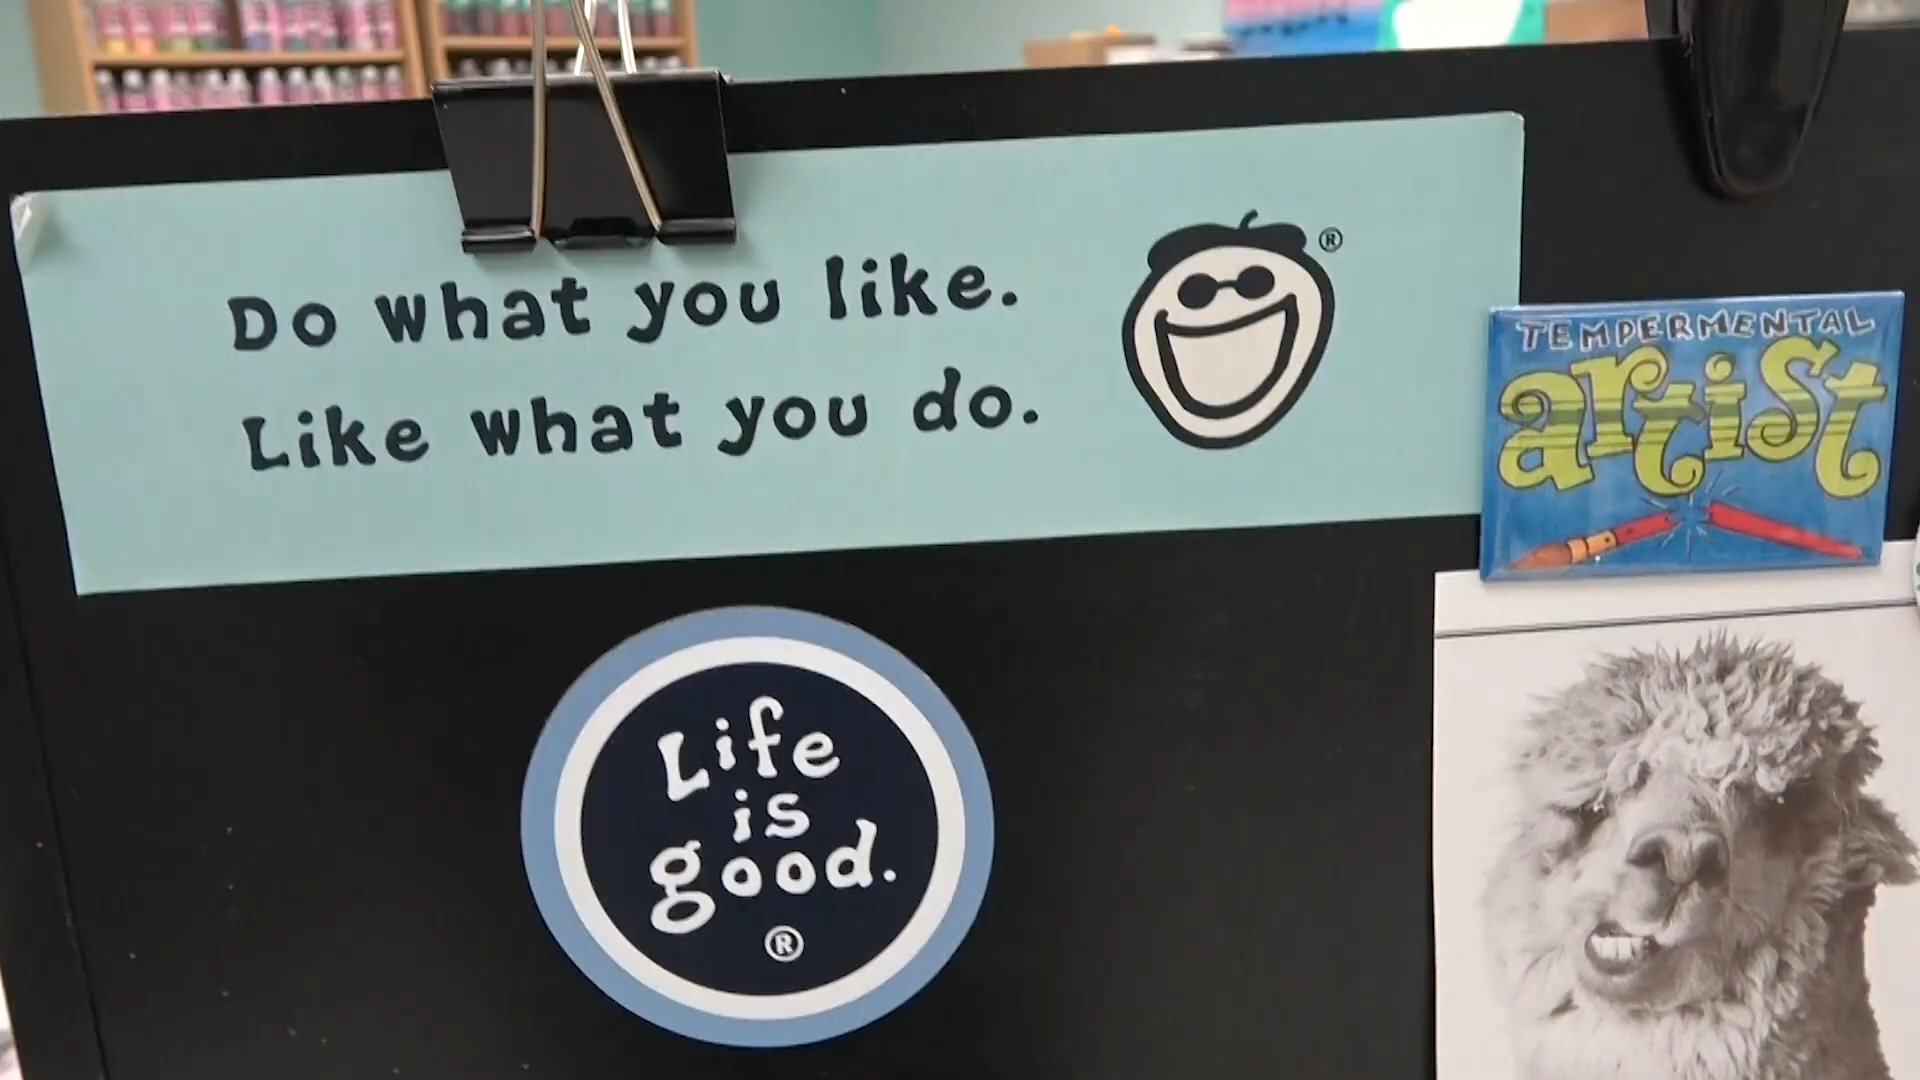 Do what you like.
Like what you do.
®
TEMPERMENTAL
artist
Life
is
good.
®